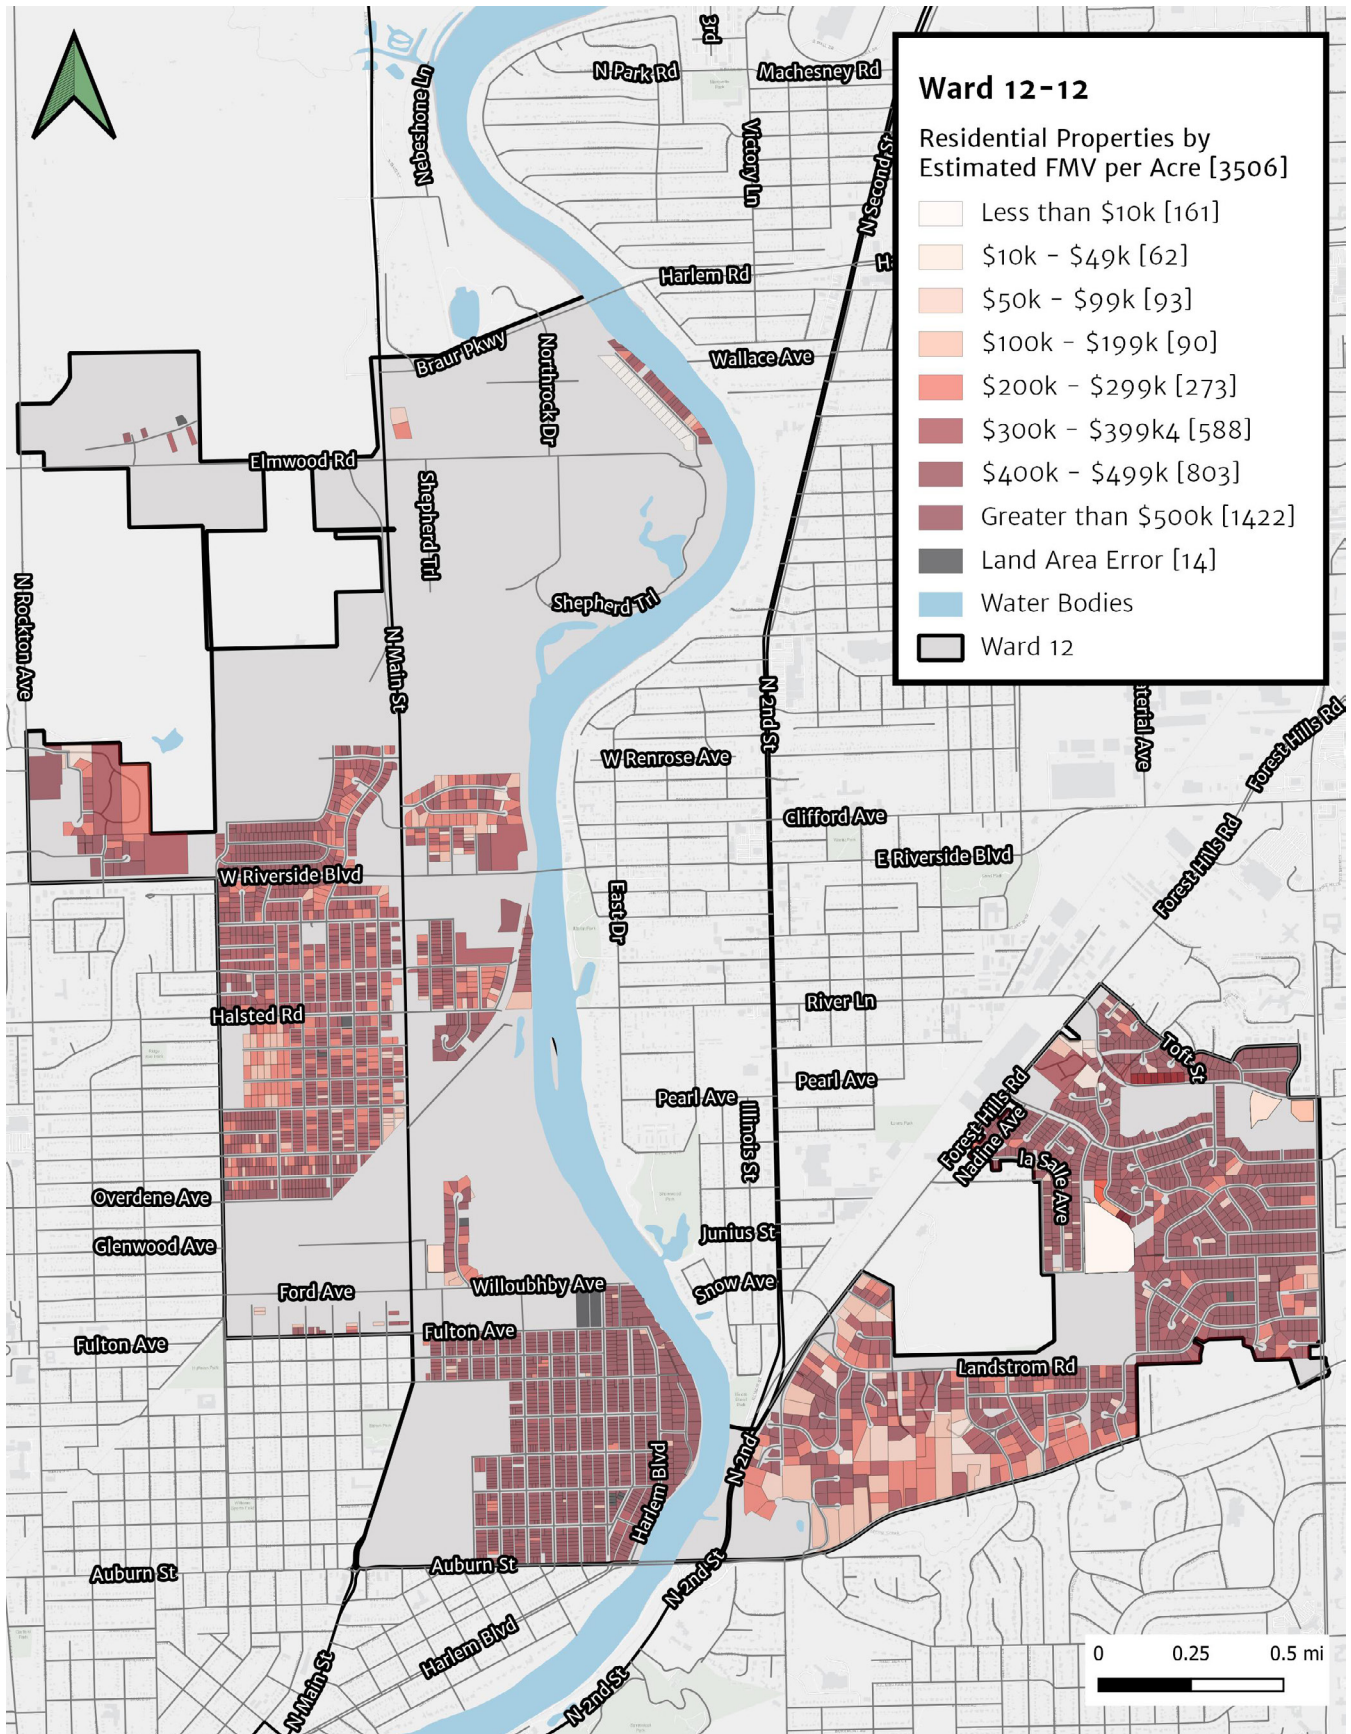 3rd
N Park Rd
Machesney Rd
Nebeshone Ln
Victory Ln
N Second St
Harlem Rd
H
Braur Pkwy
Northrock Dr
Wallace Ave
Ward 12-12
Residential Properties by
Estimated FMV per Acre [3506]
Less than $10k [161]
$10k - $49k [62]
$50k - $99k [93]
$100k - $199k [90]
$200k - $299k [273]
$300k - $399k4 [588]
$400k - $499k [803]
Greater than $500k [1422]
Land Area Error [14]
Water Bodies
Ward 12
Elmwood Rd
Shepherd Trl
Shepherd Trl
N Rockton Ave
N Main St
N 2nd St
aterial Ave
Forest Hills Rd
W Renrose Ave
Clifford Ave
Forest Hills Rd
E Riverside Blvd
W Riverside Blvd
East Dr
Halsted Rd
River Ln
Toft St
Pearl Ave
Pearl Ave
Illinois St
Forest Hills Rd
Nadine Ave
la Salle Ave
Overdene Ave
Glenwood Ave
Junius St
Snow Ave
Ford Ave
Willoubhby Ave
Fulton Ave
Fulton Ave
Landstrom Rd
N 2nd
Harlem Blvd
Auburn St
Auburn St
N 2nd St
Harlem Blvd
N Main St
N 2nd St
0 0.25 0.5 mi